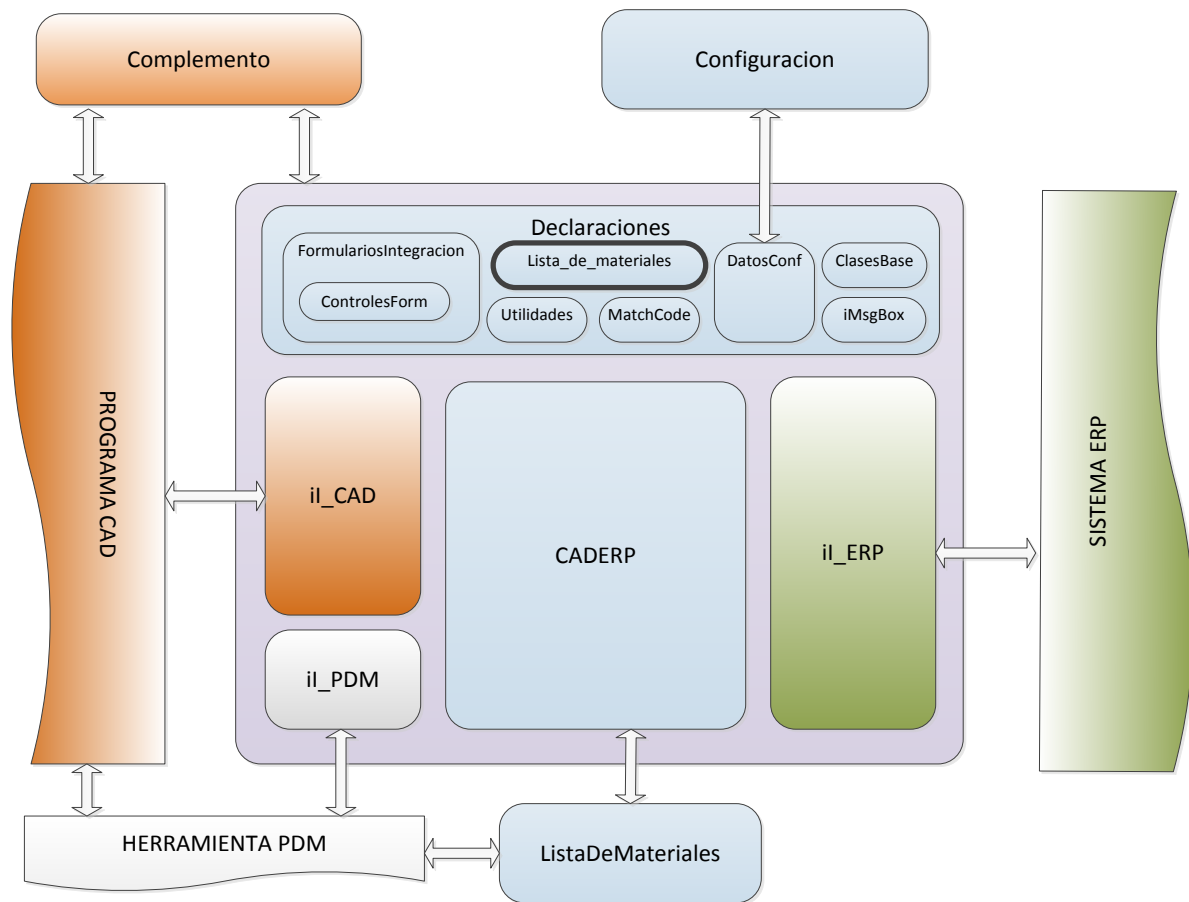 Complemento
Configuracion
Declaraciones
FormulariosIntegracion
Lista_de_materiales
DatosConf
ClasesBase
ControlesForm
Utilidades
MatchCode
iMsgBox
PROGRAMA CAD
iI_CAD
CADERP
iI_ERP
SISTEMA ERP
iI_PDM
HERRAMIENTA PDM
ListaDeMateriales